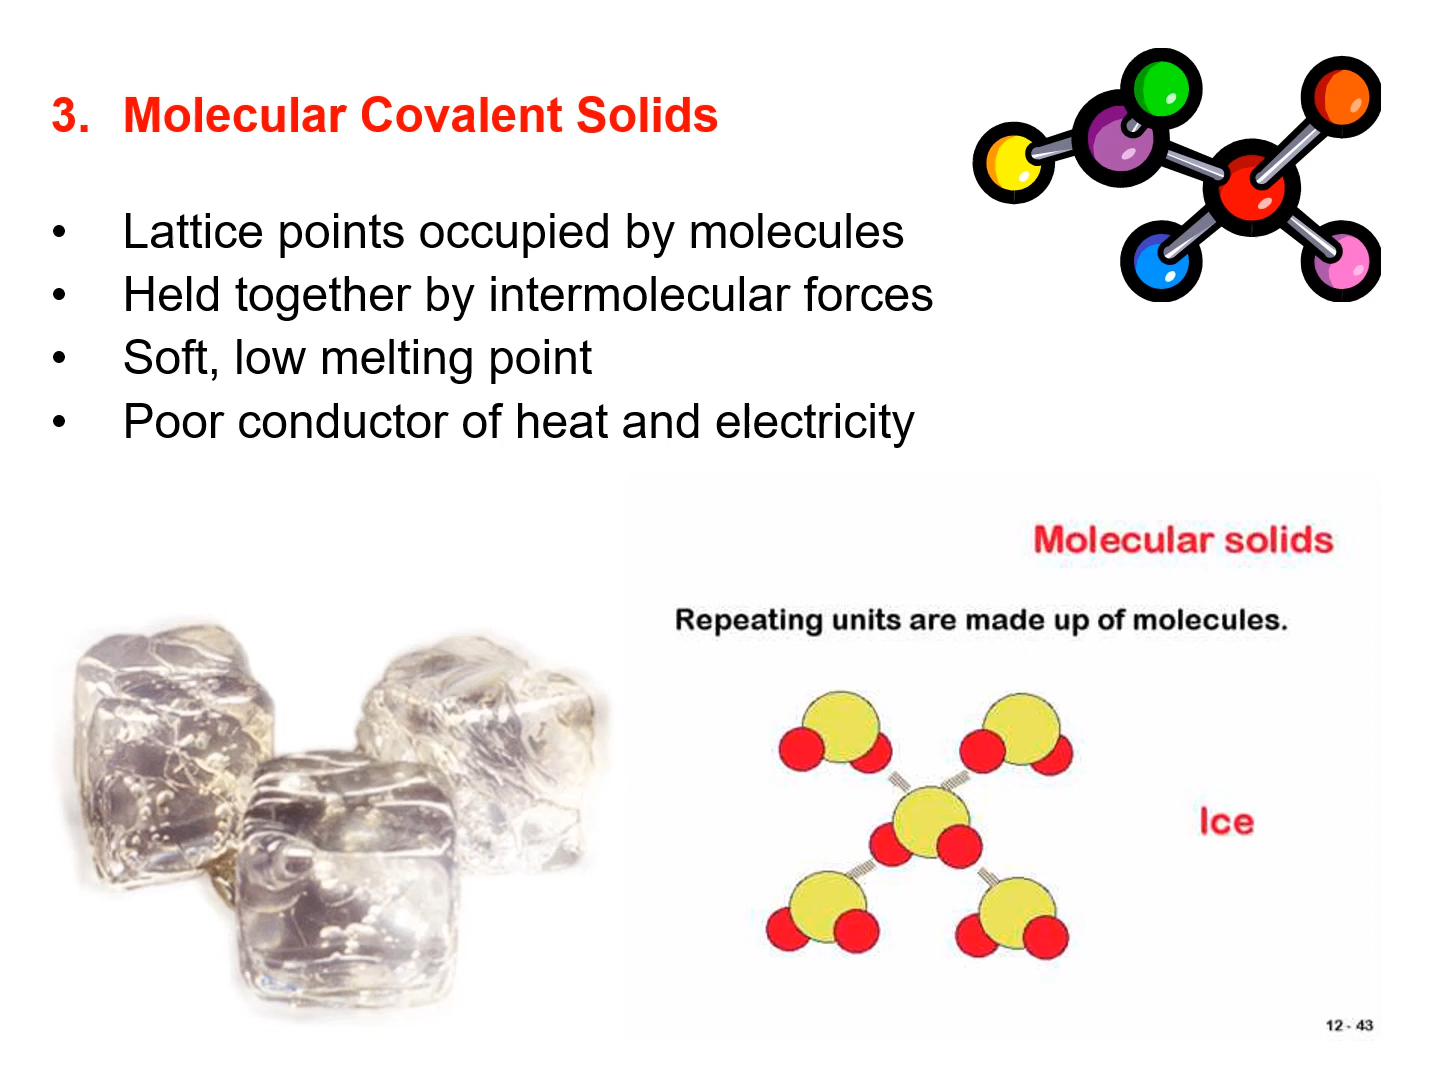 3. Molecular Covalent Solids
• Lattice points occupied by molecules
• Held together by intermolecular forces
• Soft, low melting point
• Poor conductor of heat and electricity
Molecular solids
Repeating units are made up of molecules.
Ice
12 - 43